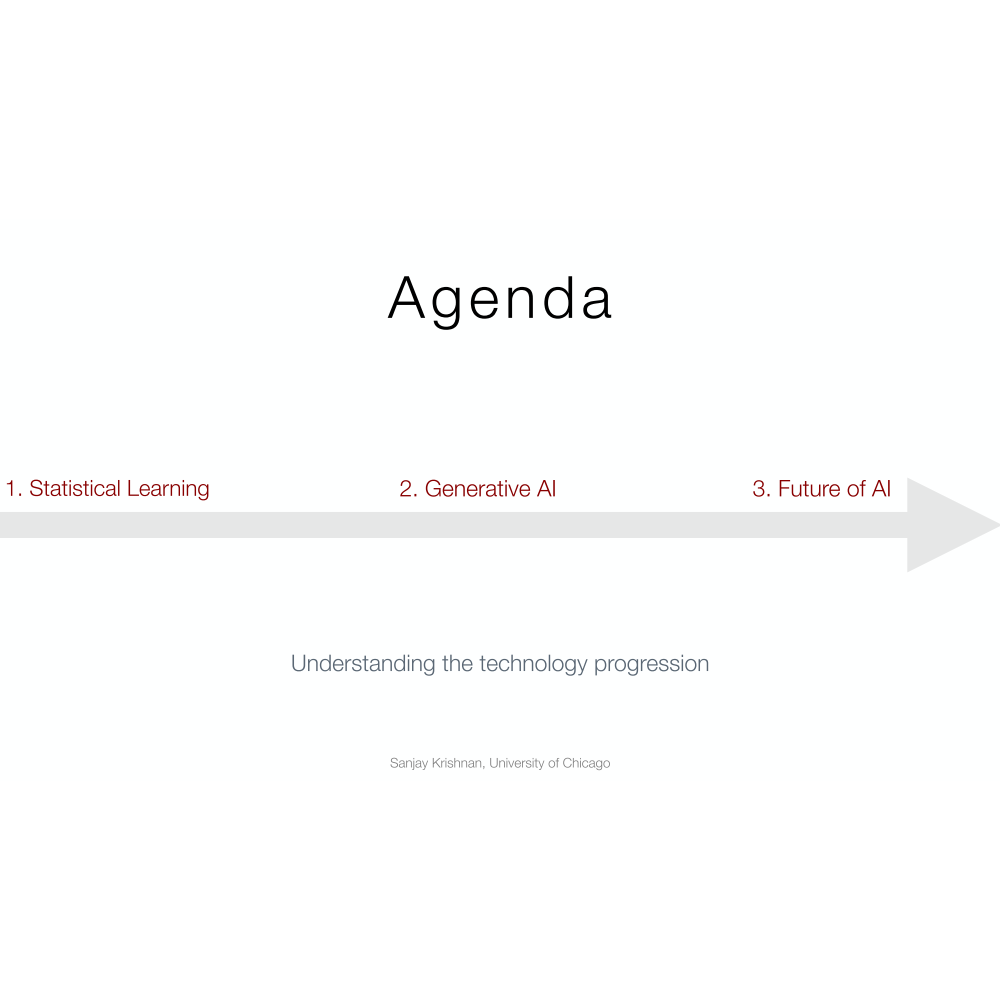 Agenda
1. Statistical Learning
2. Generative AI
3. Future of AI
Understanding the technology progression
Sanjay Krishnan, University of Chicago